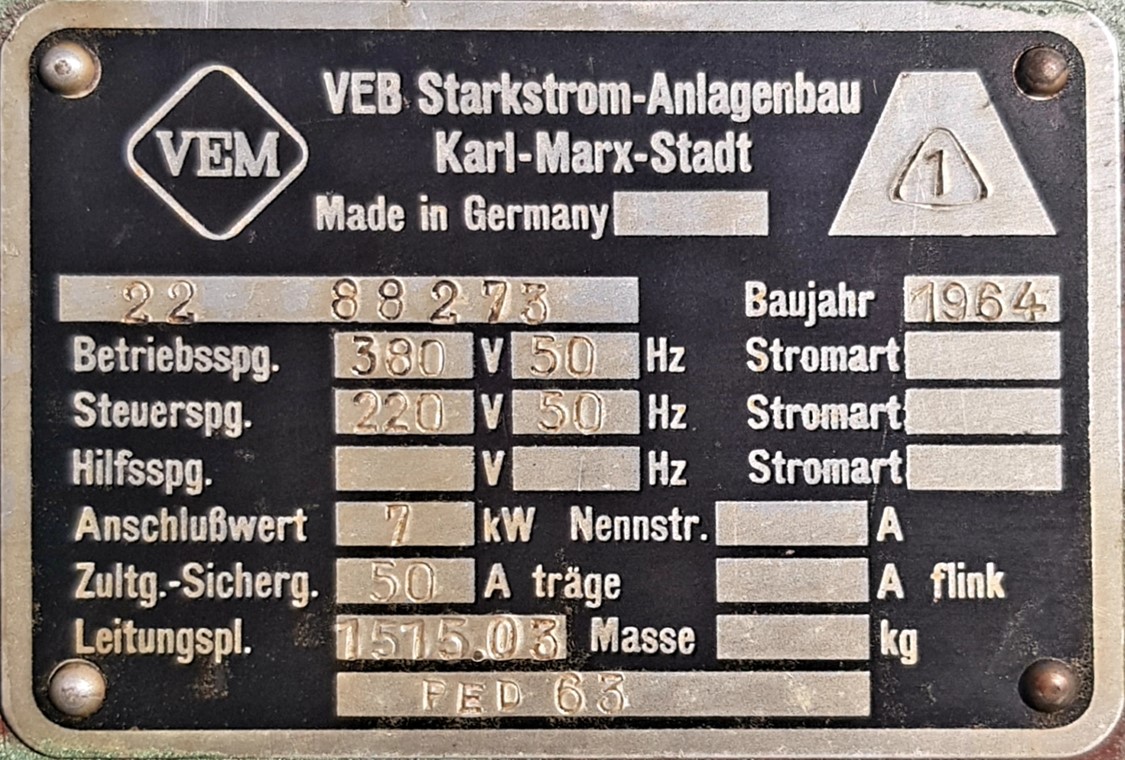 VEM
VEB Starkstrom-Anlagenbau
Karl-Marx-Stadt
Made in Germany
1
22 88273 Baujahr 1964
Betriebsspg. 380 V 50 Hz Stromart
Steuerspg. 220 V 50 Hz Stromart
Hilfsspg. V Hz Stromart
Anschlußwert 7 kW Nennstr. A
Zultg.-Sicherg. 50 A träge A flink
Leitungspl. 1515.03 Masse kg
FED 63